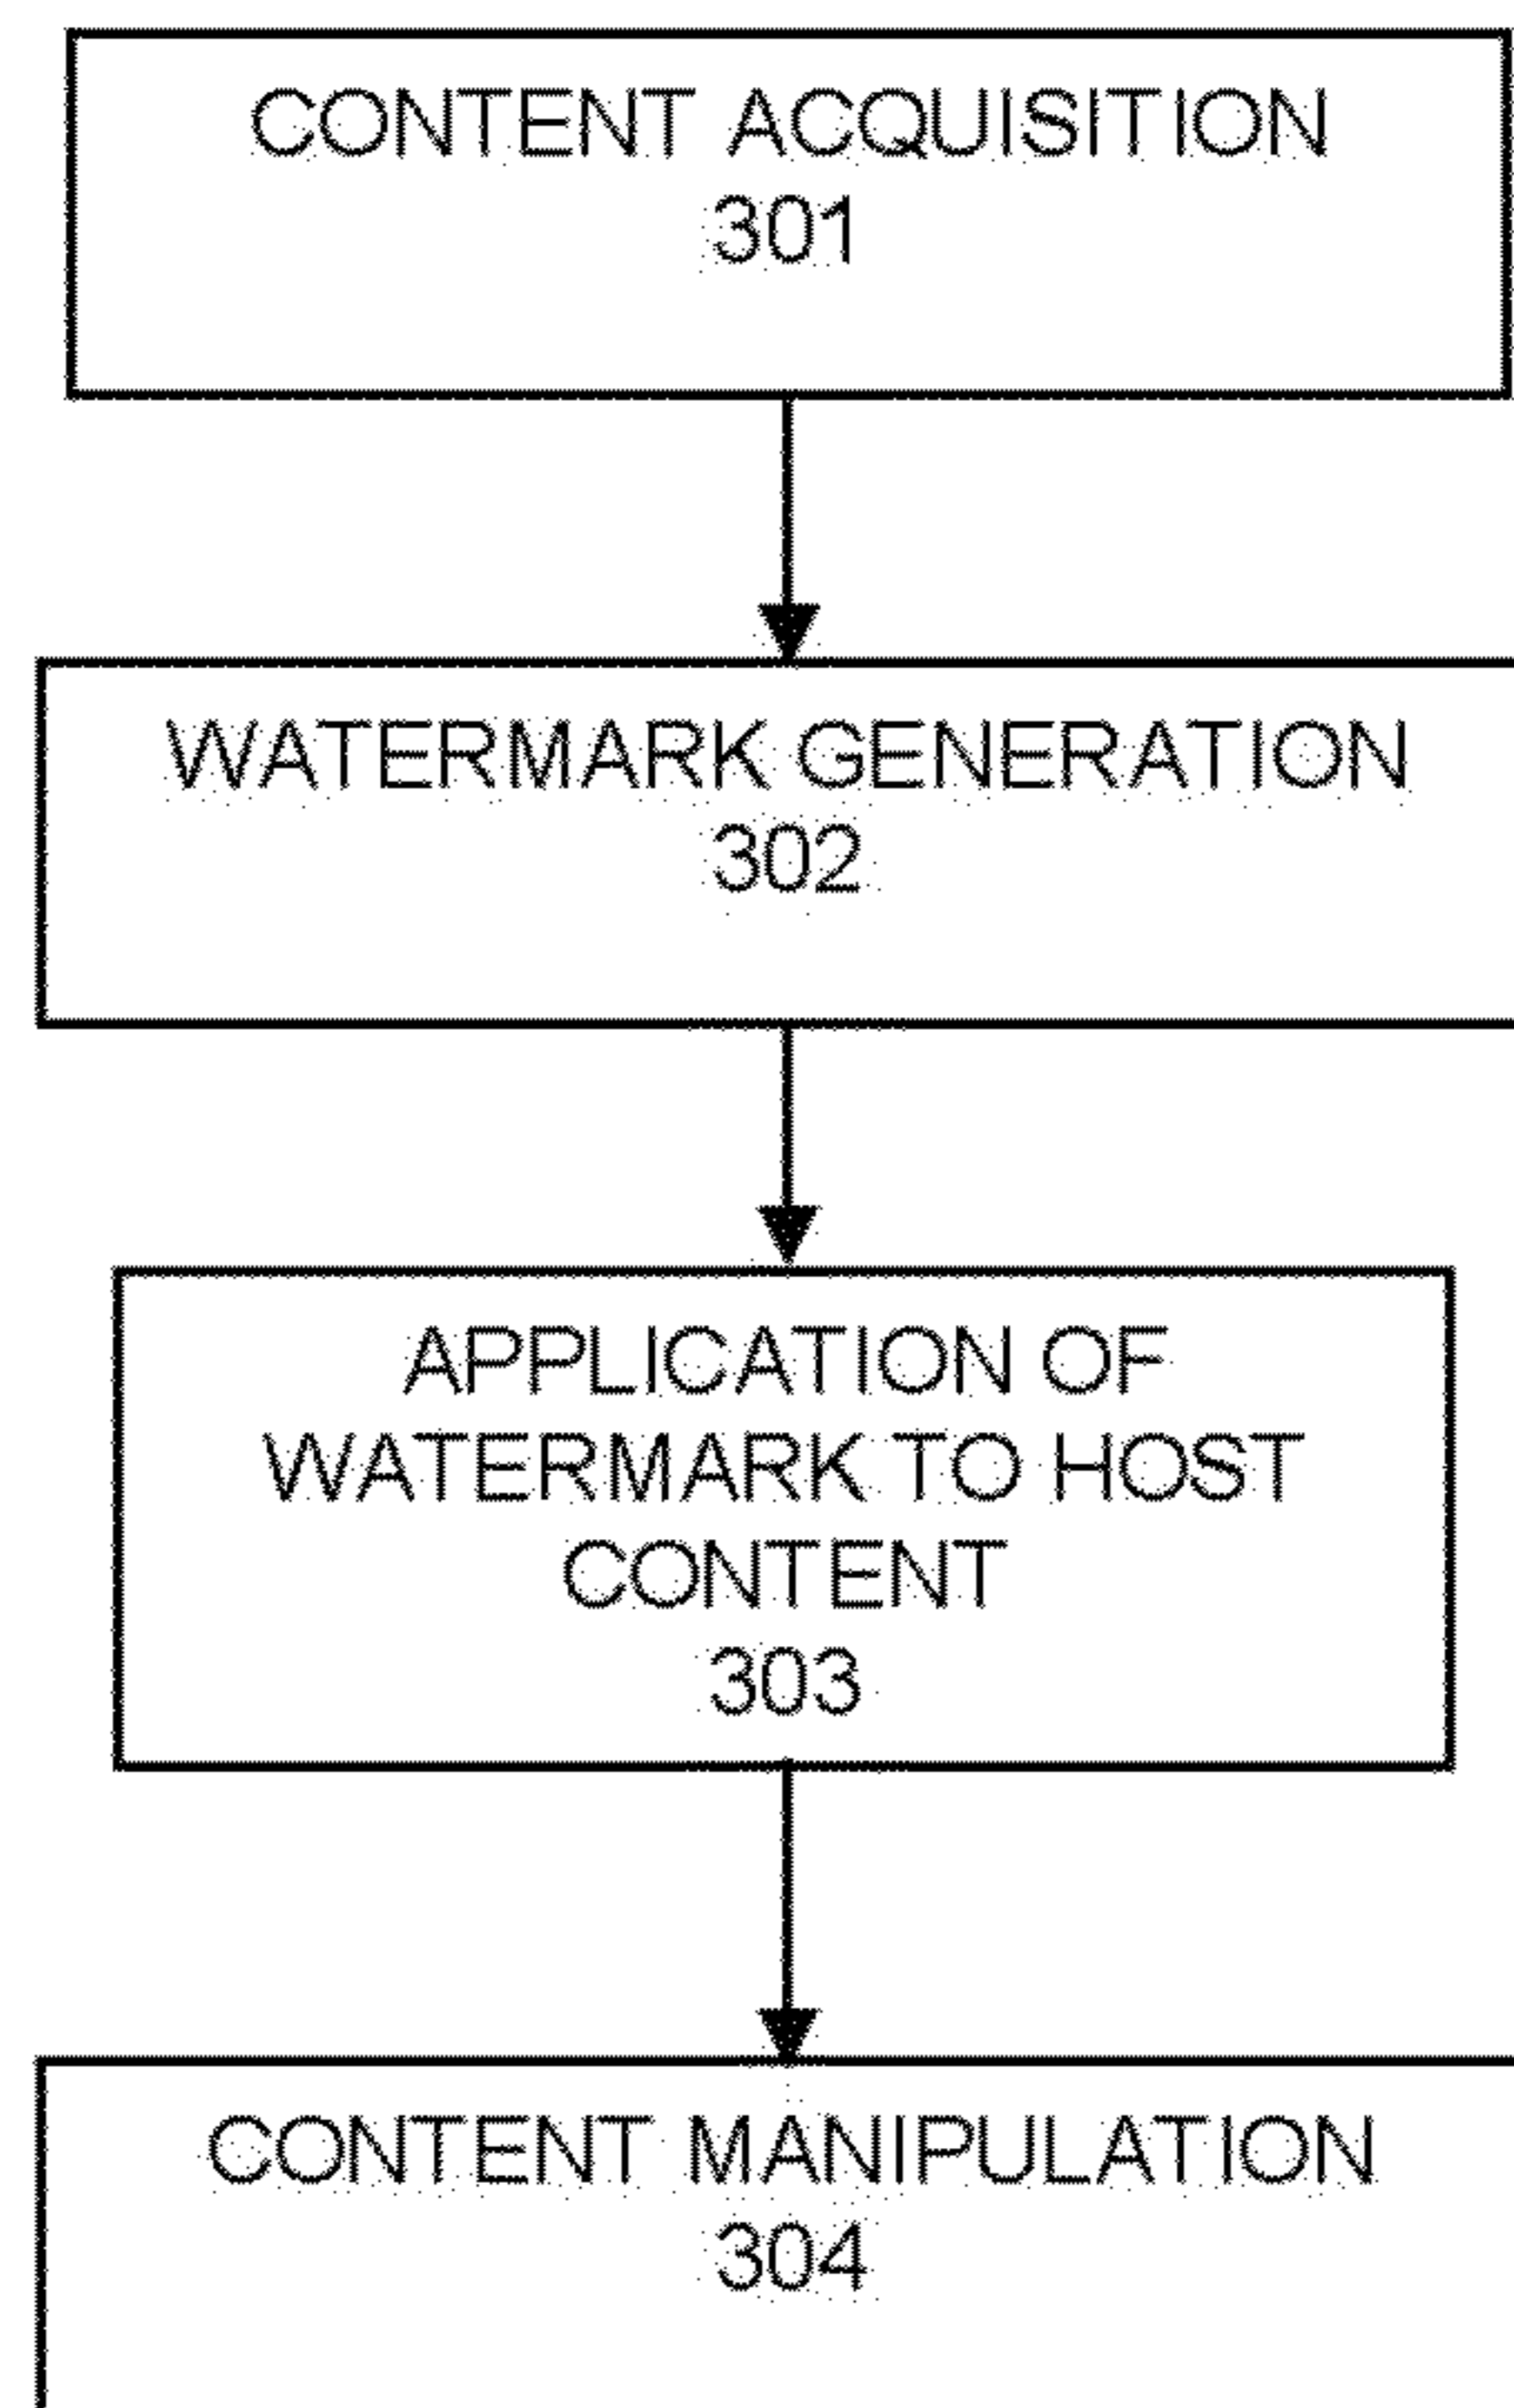 CONTENT ACQUISITION
301
WATERMARK GENERATION
302
APPLICATION OF
WATERMARK TO HOST
CONTENT
303
CONTENT MANIPULATION
304